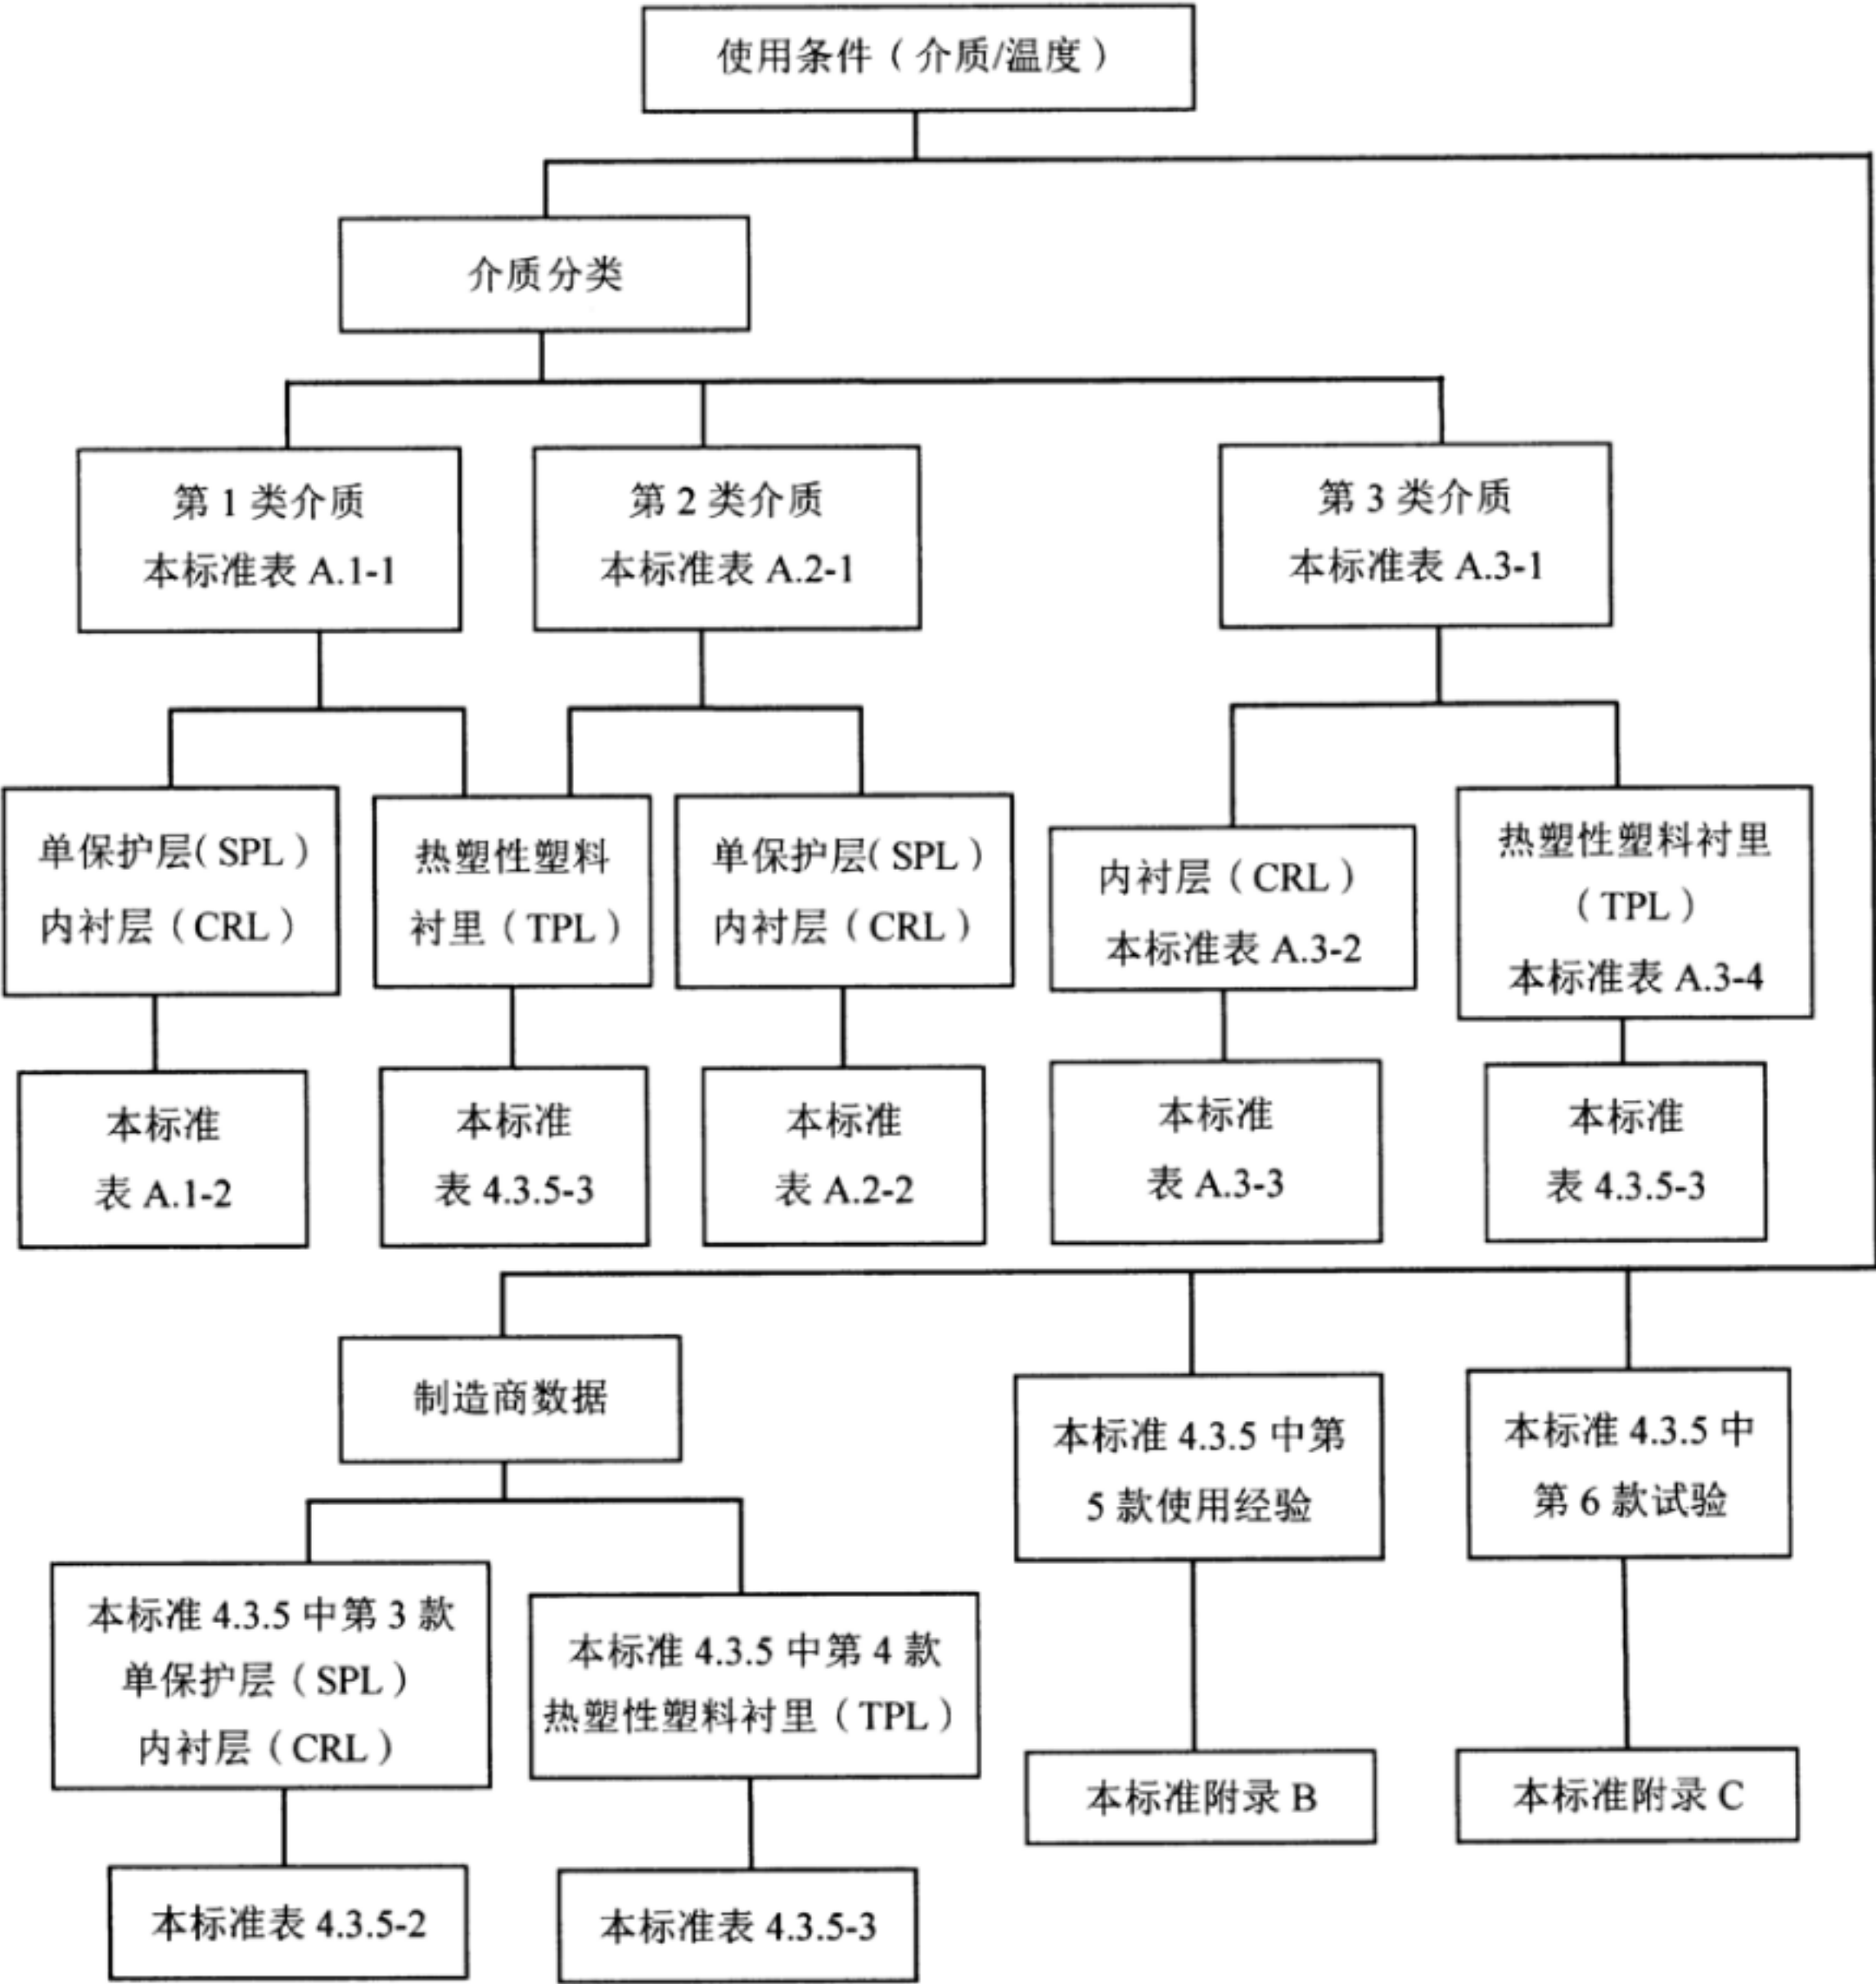 使用条件（介质/温度）
介质分类
第1类介质
本标准表 A.1-1
第2类介质
本标准表 A.2-1
第3类介质
本标准表 A.3-1
单保护层（SPL）
内衬层（CRL）
热塑性塑料
衬里（TPL）
单保护层（SPL）
内衬层（CRL）
内衬层（CRL）
本标准表 A.3-2
热塑性塑料衬里
（TPL）
本标准表 A.3-4
本标准
表 A.1-2
本标准
表 4.3.5-3
本标准
表 A.2-2
本标准
表 A.3-3
本标准
表 4.3.5-3
制造商数据
本标准 4.3.5 中第
5 款使用经验
本标准 4.3.5 中
第 6 款试验
本标准 4.3.5 中第 3 款
单保护层（SPL）
内衬层（CRL）
本标准 4.3.5 中第 4 款
热塑性塑料衬里（TPL）
本标准附录 B
本标准附录 C
本标准表 4.3.5-2
本标准表 4.3.5-3